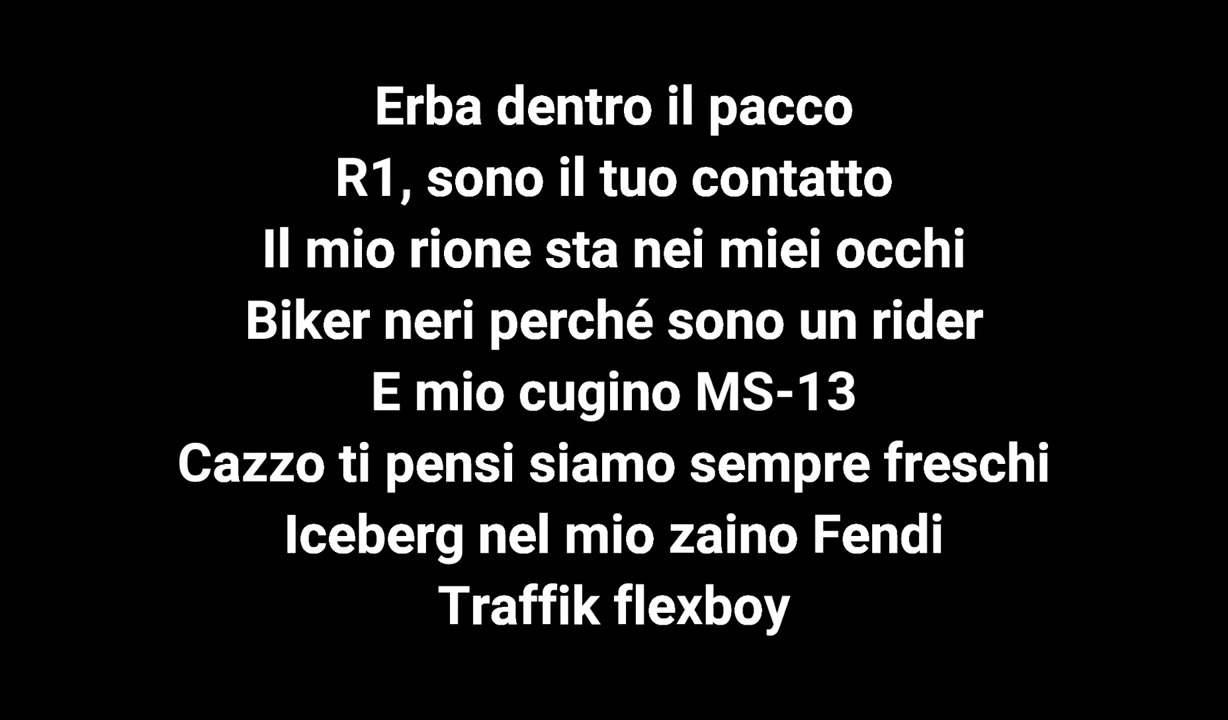 Erba dentro il pacco
R1, sono il tuo contatto
Il mio rione sta nei miei occhi
Biker neri perché sono un rider
E mio cugino MS-13
Cazzo ti pensi siamo sempre freschi
Iceberg nel mio zaino Fendi
Traffik flexboy